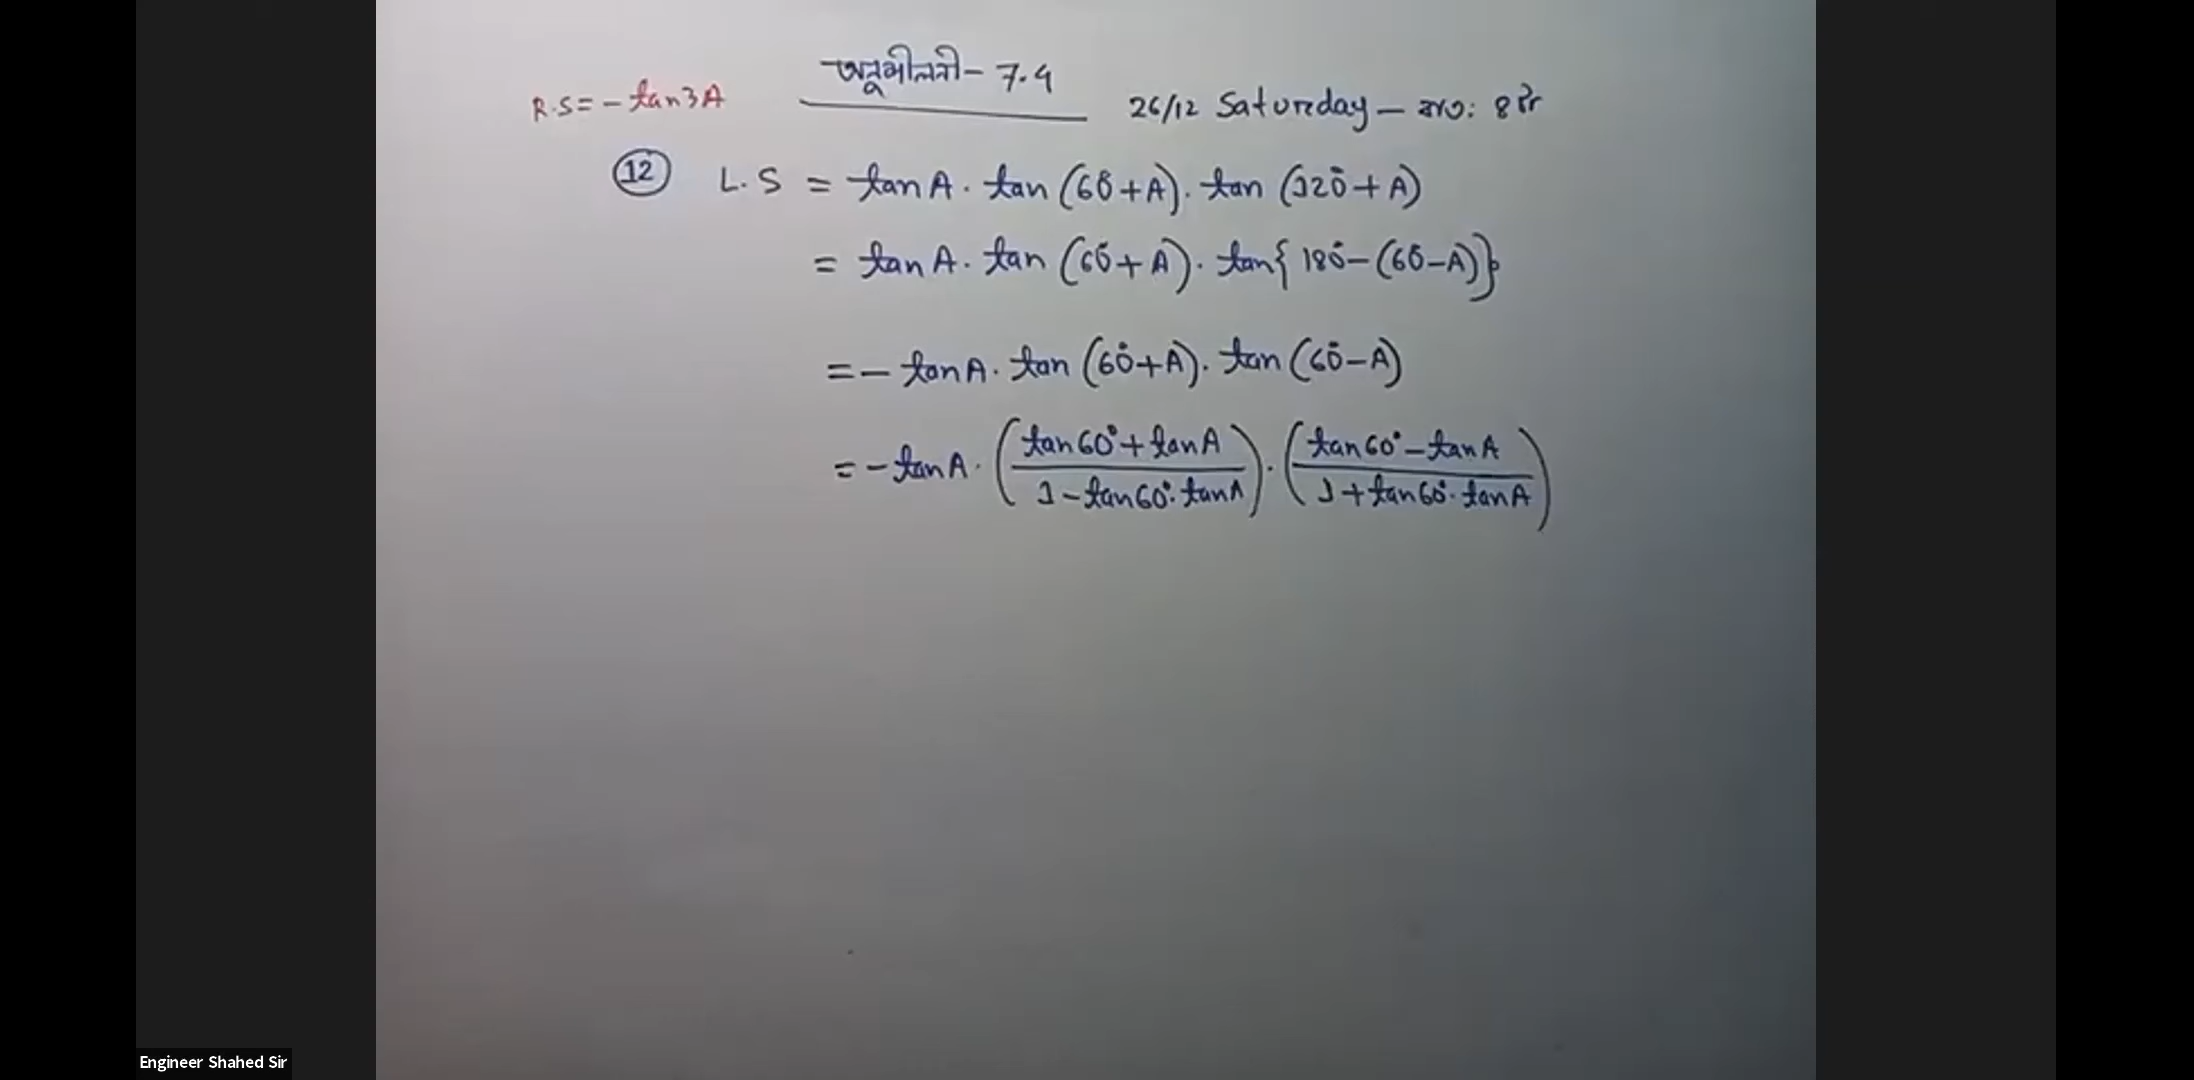 R.S = - tan3A
অনুশীলনী - 7.4
26/12 Satureday —
(12) L.S = tanA · tan (60°+A) · tan (120°+A)
= tanA · tan (60°+A) · tan{ 180° - (60°-A)}
= - tanA · tan (60°+A) · tan (60°-A)
= - tanA · ( (tan60° + tanA) / (1 - tan60° · tanA) ) · ( (tan60° - tanA) / (1 + tan60° · tanA) )
Engineer Shahed Sir